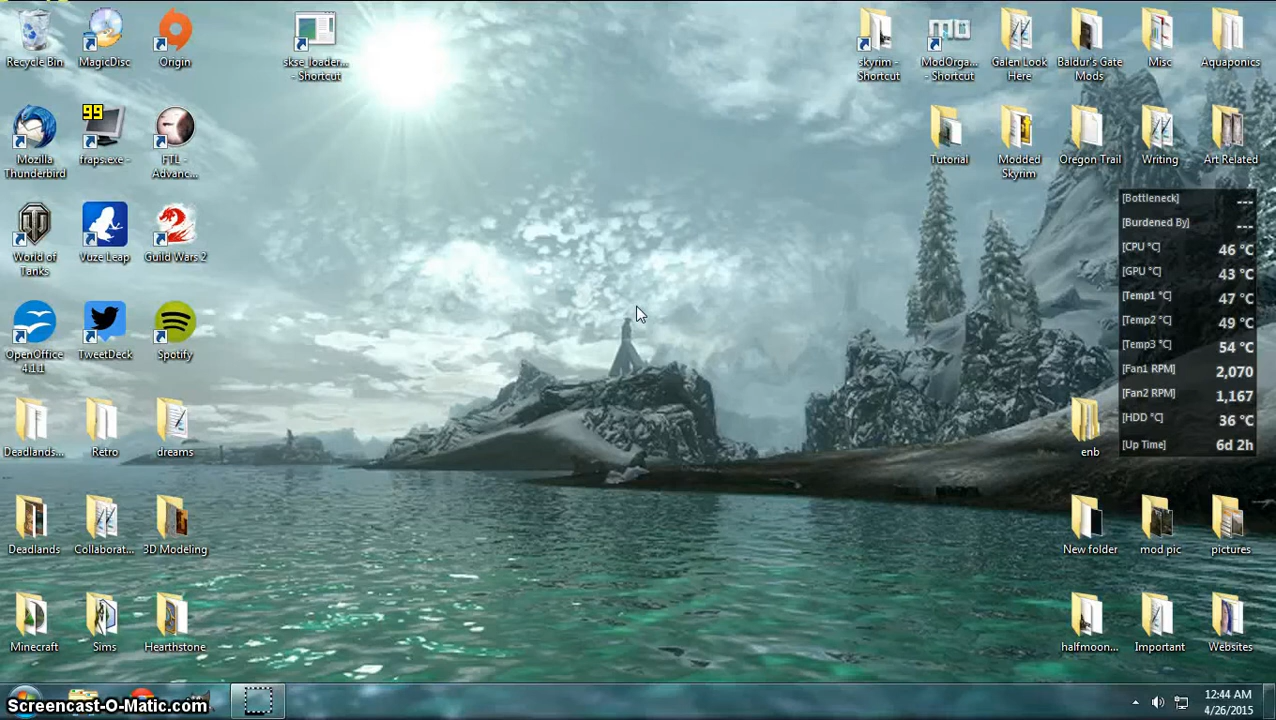 Recycle Bin
MagicDisc
Origin
skse_loader...
- Shortcut
skyrim -
Shortcut
ModOrga...
- Shortcut
Galen Look
Here
Baldur's Gate
Mods
Misc
Aquaponics
99
Mozilla
Thunderbird
fraps.exe -
FTL -
Advanc...
Tutorial
Modded
Skyrim
Oregon Trail
Writing
Art Related
World of
Tanks
Vuze Leap
Guild Wars 2
[Bottleneck] ---
[Burdened By] ---
[CPU °C] 46 °C
[GPU °C] 43 °C
[Temp1 °C] 47 °C
[Temp2 °C] 49 °C
[Temp3 °C] 54 °C
[Fan1 RPM] 2,070
[Fan2 RPM] 1,167
[HDD °C] 36 °C
[Up Time] 6d 2h
OpenOffice
4.1.1
TweetDeck
Spotify
Deadlands...
Retro
dreams
enb
Deadlands
Collaborat...
3D Modeling
New folder
mod pic
pictures
Minecraft
Sims
Hearthstone
halfmoon...
Important
Websites
Screencast-O-Matic.com
12:44 AM
4/26/2015